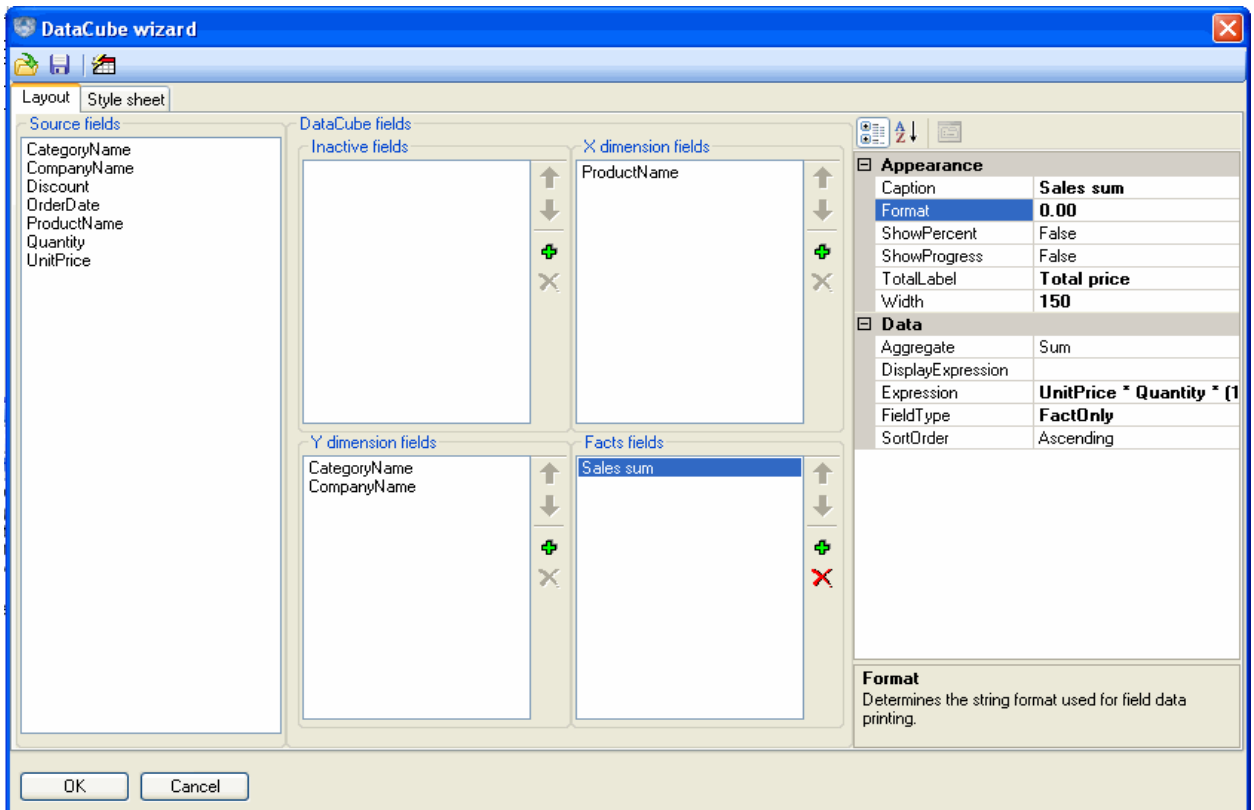 DataCube wizard
Layout
Style sheet
Source fields
CategoryName
CompanyName
Discount
OrderDate
ProductName
Quantity
UnitPrice
DataCube fields
Inactive fields
X dimension fields
ProductName
Y dimension fields
CategoryName
CompanyName
Facts fields
Sales sum
Appearance
Caption Sales sum
Format 0.00
ShowPercent False
ShowProgress False
TotalLabel Total price
Width 150
Data
Aggregate Sum
DisplayExpression
Expression UnitPrice * Quantity * (1
FieldType FactOnly
SortOrder Ascending
Format
Determines the string format used for field data
printing.
OK
Cancel